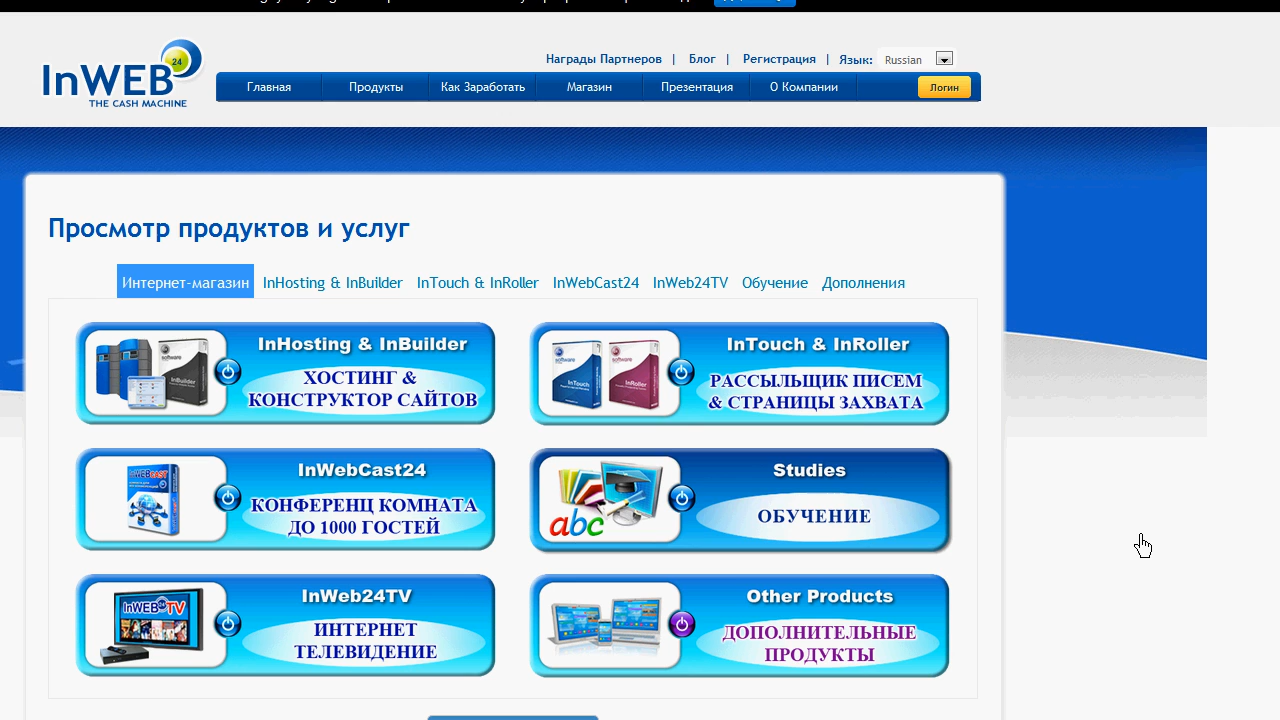 Награды Партнеров | Блог | Регистрация | Язык: Russian
InWEB 24
THE CASH MACHINE
Главная Продукты Как Заработать Магазин Презентация О Компании Логин
Просмотр продуктов и услуг
Интернет-магазин InHosting & InBuilder InTouch & InRoller InWebCast24 InWeb24TV Обучение Дополнения
InHosting & InBuilder
ХОСТИНГ &
КОНСТРУКТОР САЙТОВ
InTouch & InRoller
РАССЫЛЬЩИК ПИСЕМ
& СТРАНИЦЫ ЗАХВАТА
InWebCast24
КОНФЕРЕНЦ КОМНАТА
ДО 1000 ГОСТЕЙ
Studies
ОБУЧЕНИЕ
abc
InWeb24TV
ИНТЕРНЕТ
ТЕЛЕВИДЕНИЕ
Other Products
ДОПОЛНИТЕЛЬНЫЕ
ПРОДУКТЫ